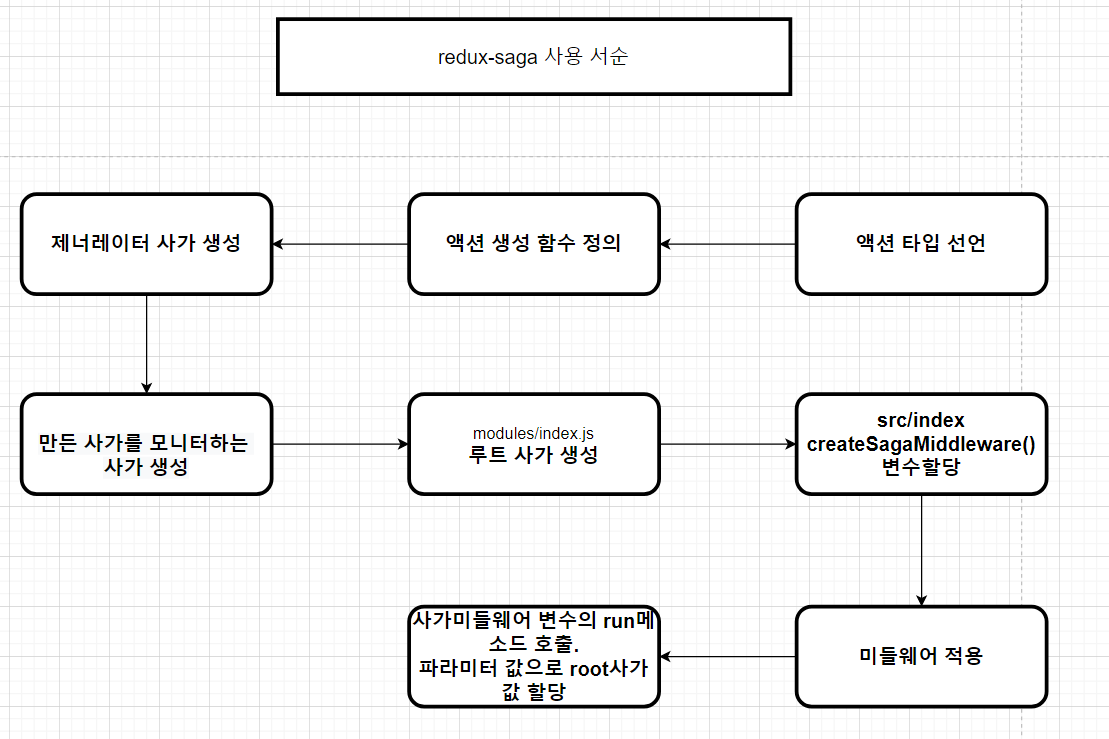 redux-saga 사용 서순
액션 타입 선언
액션 생성 함수 정의
제너레이터 사가 생성
만든 사가를 모니터하는
사가 생성
modules/index.js
루트 사가 생성
src/index
createSagaMiddleware()
변수할당
미들웨어 적용
사가미들웨어 변수의 run메
소드 호출.
파라미터 값으로 root사가
값 할당